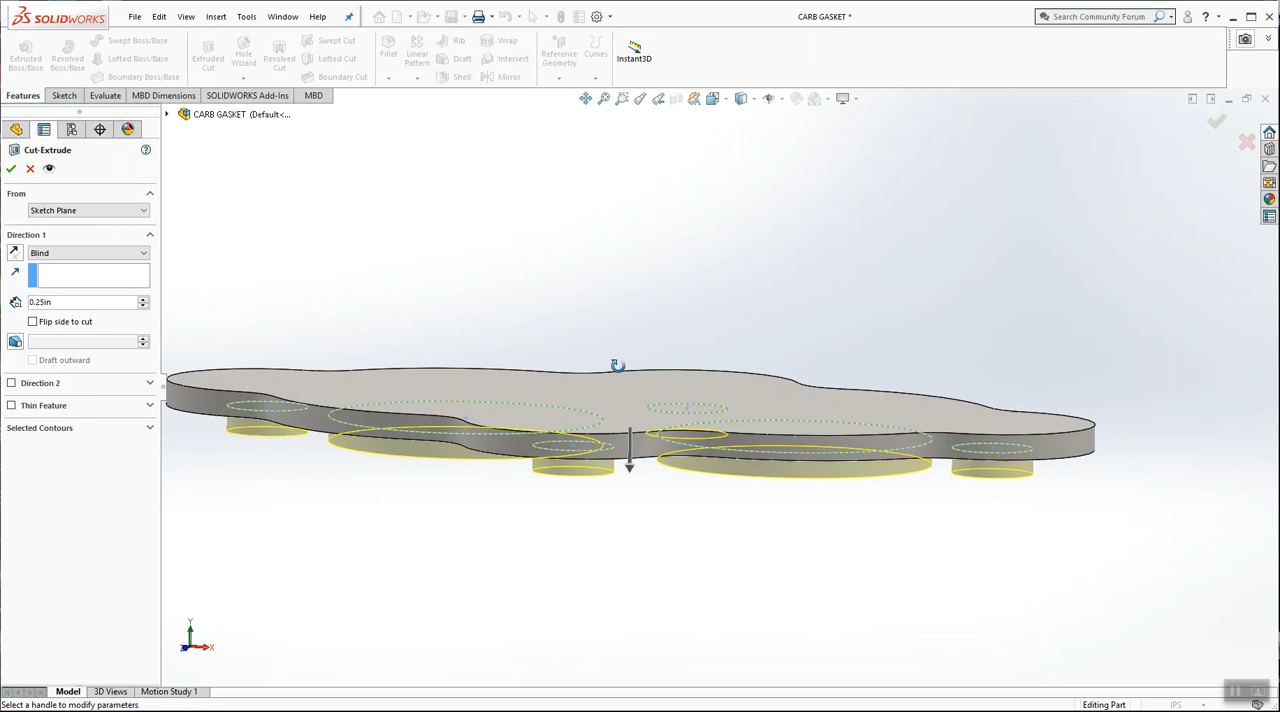 SOLIDWORKS File Edit View Insert Tools Window Help CARB GASKET * Search Community Forum
Extruded Boss/Base Revolved Boss/Base Swept Boss/Base Lofted Boss/Base Boundary Boss/Base Extruded Cut Hole Wizard Revolved Cut Swept Cut Lofted Cut Boundary Cut Fillet Linear Pattern Rib Draft Shell Wrap Intersect Mirror Reference Geometry Curves Instant3D
Features Sketch Evaluate MBD Dimensions SOLIDWORKS Add-Ins MBD
CARB GASKET (Default<...
Cut-Extrude
From
Sketch Plane
Direction 1
Blind
0.25in
Flip side to cut
Draft outward
Direction 2
Thin Feature
Selected Contours
Y
Z X
Model 3D Views Motion Study 1
Select a handle to modify parameters Editing Part IPS